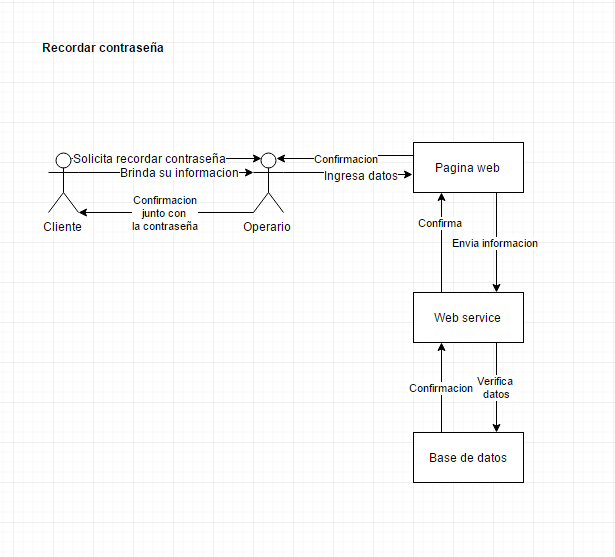 Recordar contraseña
Solicita recordar contraseña
Brinda su informacion
Confirmacion
junto con
la contraseña
Cliente
Operario
Confirmacion
Ingresa datos
Pagina web
Confirma
Envia informacion
Web service
Confirmacion
Verifica
datos
Base de datos